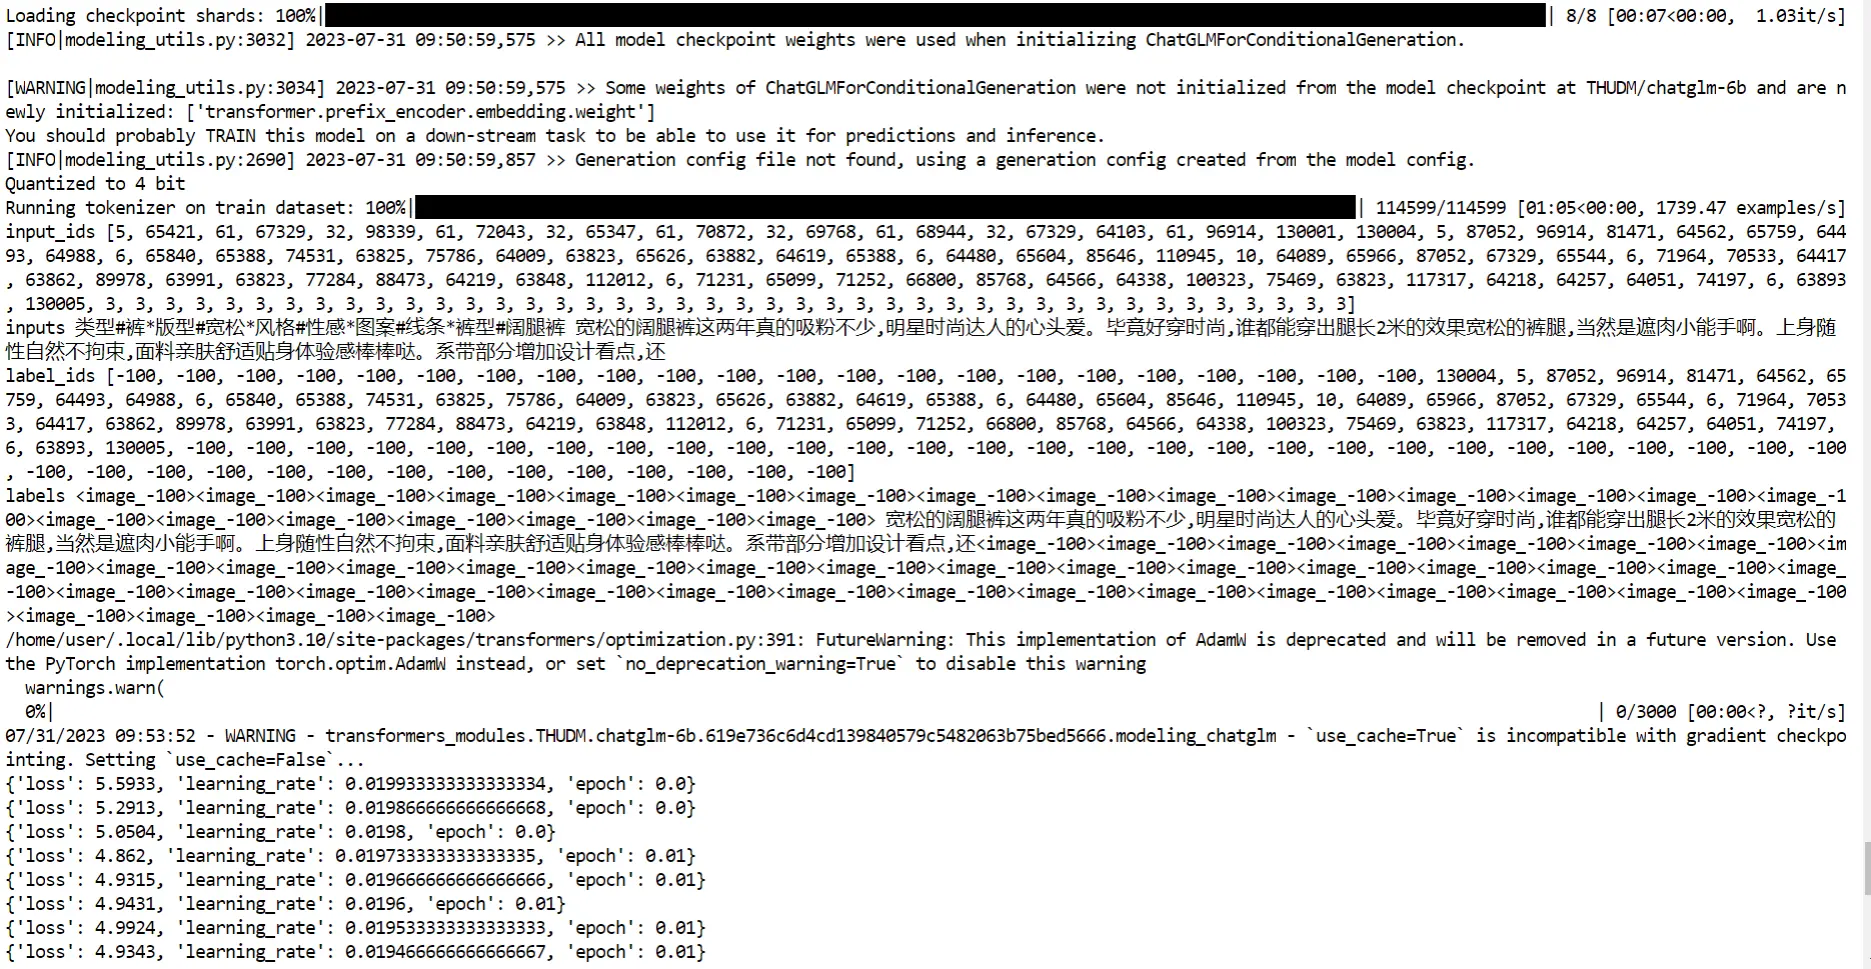 Loading checkpoint shards: 100%| | 8/8 [00:07<00:00, 1.03it/s]
[INFO|modeling_utils.py:3032] 2023-07-31 09:50:59,575 >> All model checkpoint weights were used when initializing ChatGLMForConditionalGeneration.
[WARNING|modeling_utils.py:3034] 2023-07-31 09:50:59,575 >> Some weights of ChatGLMForConditionalGeneration were not initialized from the model checkpoint at THUDM/chatglm-6b and are n
ewly initialized: ['transformer.prefix_encoder.embedding.weight']
You should probably TRAIN this model on a down-stream task to be able to use it for predictions and inference.
[INFO|modeling_utils.py:2690] 2023-07-31 09:50:59,857 >> Generation config file not found, using a generation config created from the model config.
Quantized to 4 bit
Running tokenizer on train dataset: 100%| | 114599/114599 [01:05<00:00, 1739.47 examples/s]
input_ids [5, 65421, 61, 67329, 32, 98339, 61, 72043, 32, 65347, 61, 70872, 32, 69768, 61, 68944, 32, 67329, 64103, 61, 96914, 130001, 130004, 5, 87052, 96914, 81471, 64562, 65759, 644
93, 64988, 6, 65840, 65388, 74531, 63825, 75786, 64009, 63823, 65626, 63882, 64619, 65388, 6, 64480, 65604, 85646, 110945, 10, 64089, 65966, 87052, 67329, 65544, 6, 71964, 70533, 64417
, 63862, 89978, 63991, 63823, 77284, 88473, 64219, 63848, 112012, 6, 71231, 65099, 71252, 66800, 85768, 64566, 64338, 100323, 75469, 63823, 117317, 64218, 64257, 64051, 74197, 6, 63893
, 130005, 3, 3, 3, 3, 3, 3, 3, 3, 3, 3, 3, 3, 3, 3, 3, 3, 3, 3, 3, 3, 3, 3, 3, 3, 3, 3, 3, 3, 3, 3, 3, 3, 3, 3, 3, 3, 3, 3, 3, 3, 3, 3]
inputs 类型#裤*版型#宽松*风格#性感*图案#线条*裤型#阔腿裤 宽松的阔腿裤这两年真的吸粉不少,明星时尚达人的心头爱。毕竟好穿时尚,谁都能穿出腿长2米的效果宽松的裤腿,当然是遮肉小能手啊。上身随
性自然不拘束,面料亲肤舒适贴身体验感棒棒哒。系带部分增加设计看点,还
label_ids [-100, -100, -100, -100, -100, -100, -100, -100, -100, -100, -100, -100, -100, -100, -100, -100, -100, -100, -100, -100, -100, -100, 130004, 5, 87052, 96914, 81471, 64562, 65
759, 64493, 64988, 6, 65840, 65388, 74531, 63825, 75786, 64009, 63823, 65626, 63882, 64619, 65388, 6, 64480, 65604, 85646, 110945, 10, 64089, 65966, 87052, 67329, 65544, 6, 71964, 7053
3, 64417, 63862, 89978, 63991, 63823, 77284, 88473, 64219, 63848, 112012, 6, 71231, 65099, 71252, 66800, 85768, 64566, 64338, 100323, 75469, 63823, 117317, 64218, 64257, 64051, 74197,
6, 63893, 130005, -100, -100, -100, -100, -100, -100, -100, -100, -100, -100, -100, -100, -100, -100, -100, -100, -100, -100, -100, -100, -100, -100, -100, -100, -100, -100, -100, -100
, -100, -100, -100, -100, -100, -100, -100, -100, -100, -100, -100, -100, -100, -100]
labels <image_-100><image_-100><image_-100><image_-100><image_-100><image_-100><image_-100><image_-100><image_-100><image_-100><image_-100><image_-100><image_-100><image_-100><image_-1
00><image_-100><image_-100><image_-100><image_-100><image_-100><image_-100><image_-100> 宽松的阔腿裤这两年真的吸粉不少,明星时尚达人的心头爱。毕竟好穿时尚,谁都能穿出腿长2米的效果宽松的
裤腿,当然是遮肉小能手啊。上身随性自然不拘束,面料亲肤舒适贴身体验感棒棒哒。系带部分增加设计看点,还<image_-100><image_-100><image_-100><image_-100><image_-100><image_-100><image_-100><im
age_-100><image_-100><image_-100><image_-100><image_-100><image_-100><image_-100><image_-100><image_-100><image_-100><image_-100><image_-100><image_-100><image_-100><image_-100><image_
-100><image_-100><image_-100><image_-100><image_-100><image_-100><image_-100><image_-100><image_-100><image_-100><image_-100><image_-100><image_-100><image_-100><image_-100><image_-100
><image_-100><image_-100><image_-100><image_-100>
/home/user/.local/lib/python3.10/site-packages/transformers/optimization.py:391: FutureWarning: This implementation of AdamW is deprecated and will be removed in a future version. Use
the PyTorch implementation torch.optim.AdamW instead, or set `no_deprecation_warning=True` to disable this warning
warnings.warn(
0%| | 0/3000 [00:00<?, ?it/s]
07/31/2023 09:53:52 - WARNING - transformers_modules.THUDM.chatglm-6b.619e736c6d4cd139840579c5482063b75bed5666.modeling_chatglm - `use_cache=True` is incompatible with gradient checkpo
inting. Setting `use_cache=False`...
{'loss': 5.5933, 'learning_rate': 0.019933333333333334, 'epoch': 0.0}
{'loss': 5.2913, 'learning_rate': 0.019866666666666668, 'epoch': 0.0}
{'loss': 5.0504, 'learning_rate': 0.0198, 'epoch': 0.0}
{'loss': 4.862, 'learning_rate': 0.019733333333333335, 'epoch': 0.01}
{'loss': 4.9315, 'learning_rate': 0.019666666666666666, 'epoch': 0.01}
{'loss': 4.9431, 'learning_rate': 0.0196, 'epoch': 0.01}
{'loss': 4.9924, 'learning_rate': 0.019533333333333333, 'epoch': 0.01}
{'loss': 4.9343, 'learning_rate': 0.019466666666666667, 'epoch': 0.01}